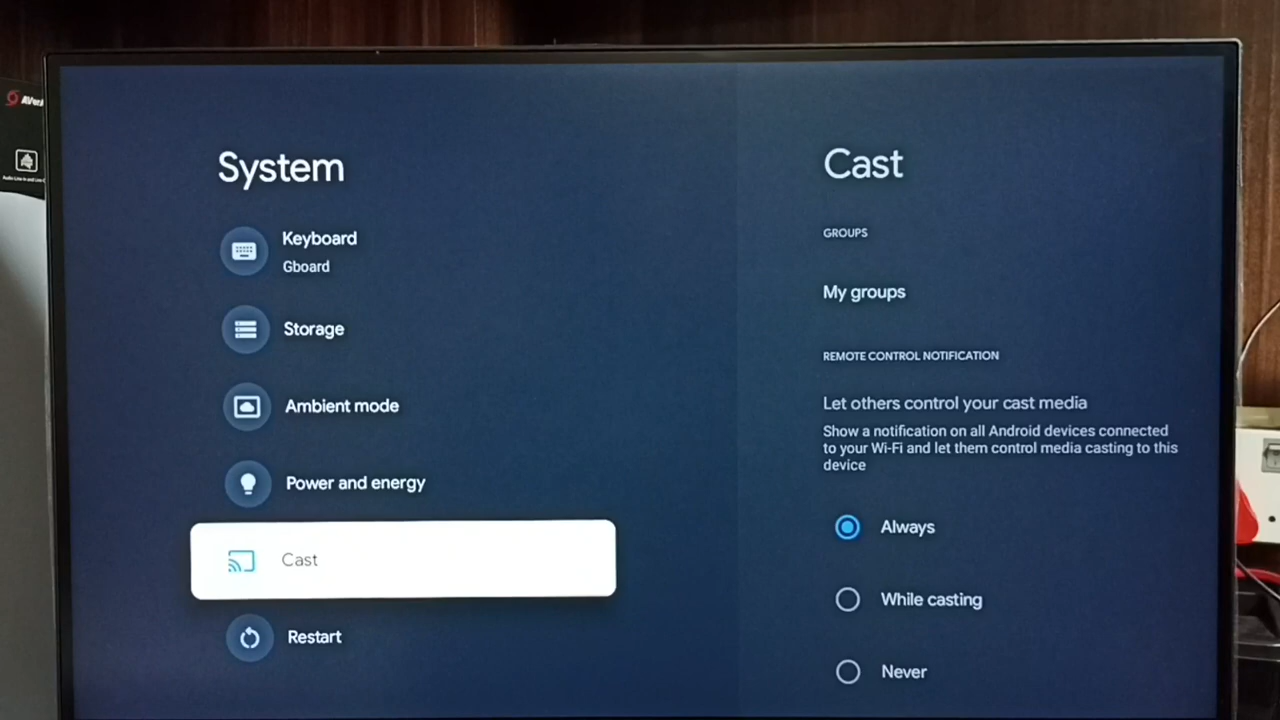 System
Keyboard
Gboard
Storage
Ambient mode
Power and energy
Cast
Restart
Cast
GROUPS
My groups
REMOTE CONTROL NOTIFICATION
Let others control your cast media
Show a notification on all Android devices connected
to your Wi-Fi and let them control media casting to this
device
Always
While casting
Never